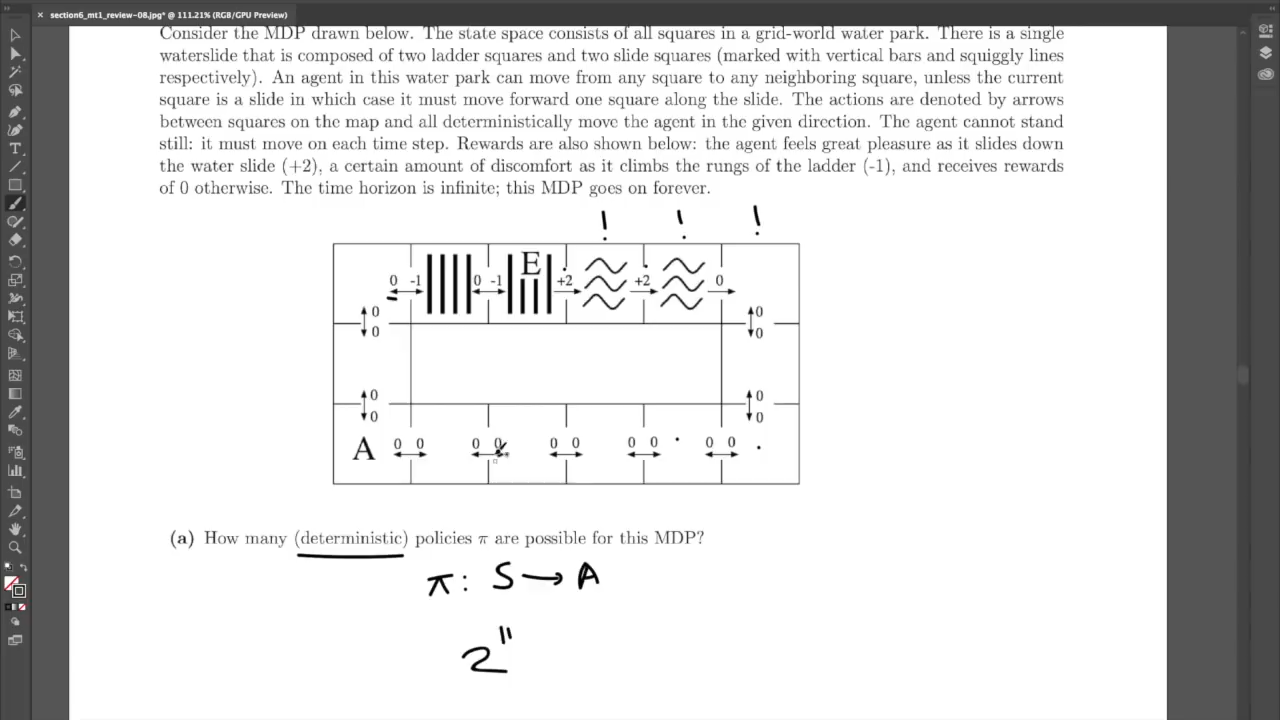 section6_mt1_review-08.jpg* @ 111.21% (RGB/GPU Preview)
Consider the MDP drawn below. The state space consists of all squares in a grid-world water park. There is a single
waterslide that is composed of two ladder squares and two slide squares (marked with vertical bars and squiggly lines
respectively). An agent in this water park can move from any square to any neighboring square, unless the current
square is a slide in which case it must move forward one square along the slide. The actions are denoted by arrows
between squares on the map and all deterministically move the agent in the given direction. The agent cannot stand
still: it must move on each time step. Rewards are also shown below: the agent feels great pleasure as it slides down
the water slide (+2), a certain amount of discomfort as it climbs the rungs of the ladder (-1), and receives rewards
of 0 otherwise. The time horizon is infinite; this MDP goes on forever.
! ! !
E
0 -1 0 -1 +2 +2 0
0 0
0 0
0 0
0 0
A 0 0 0 0 0 0 0 0 0 0
(a) How many (deterministic) policies π are possible for this MDP?
π: S → A
2^11